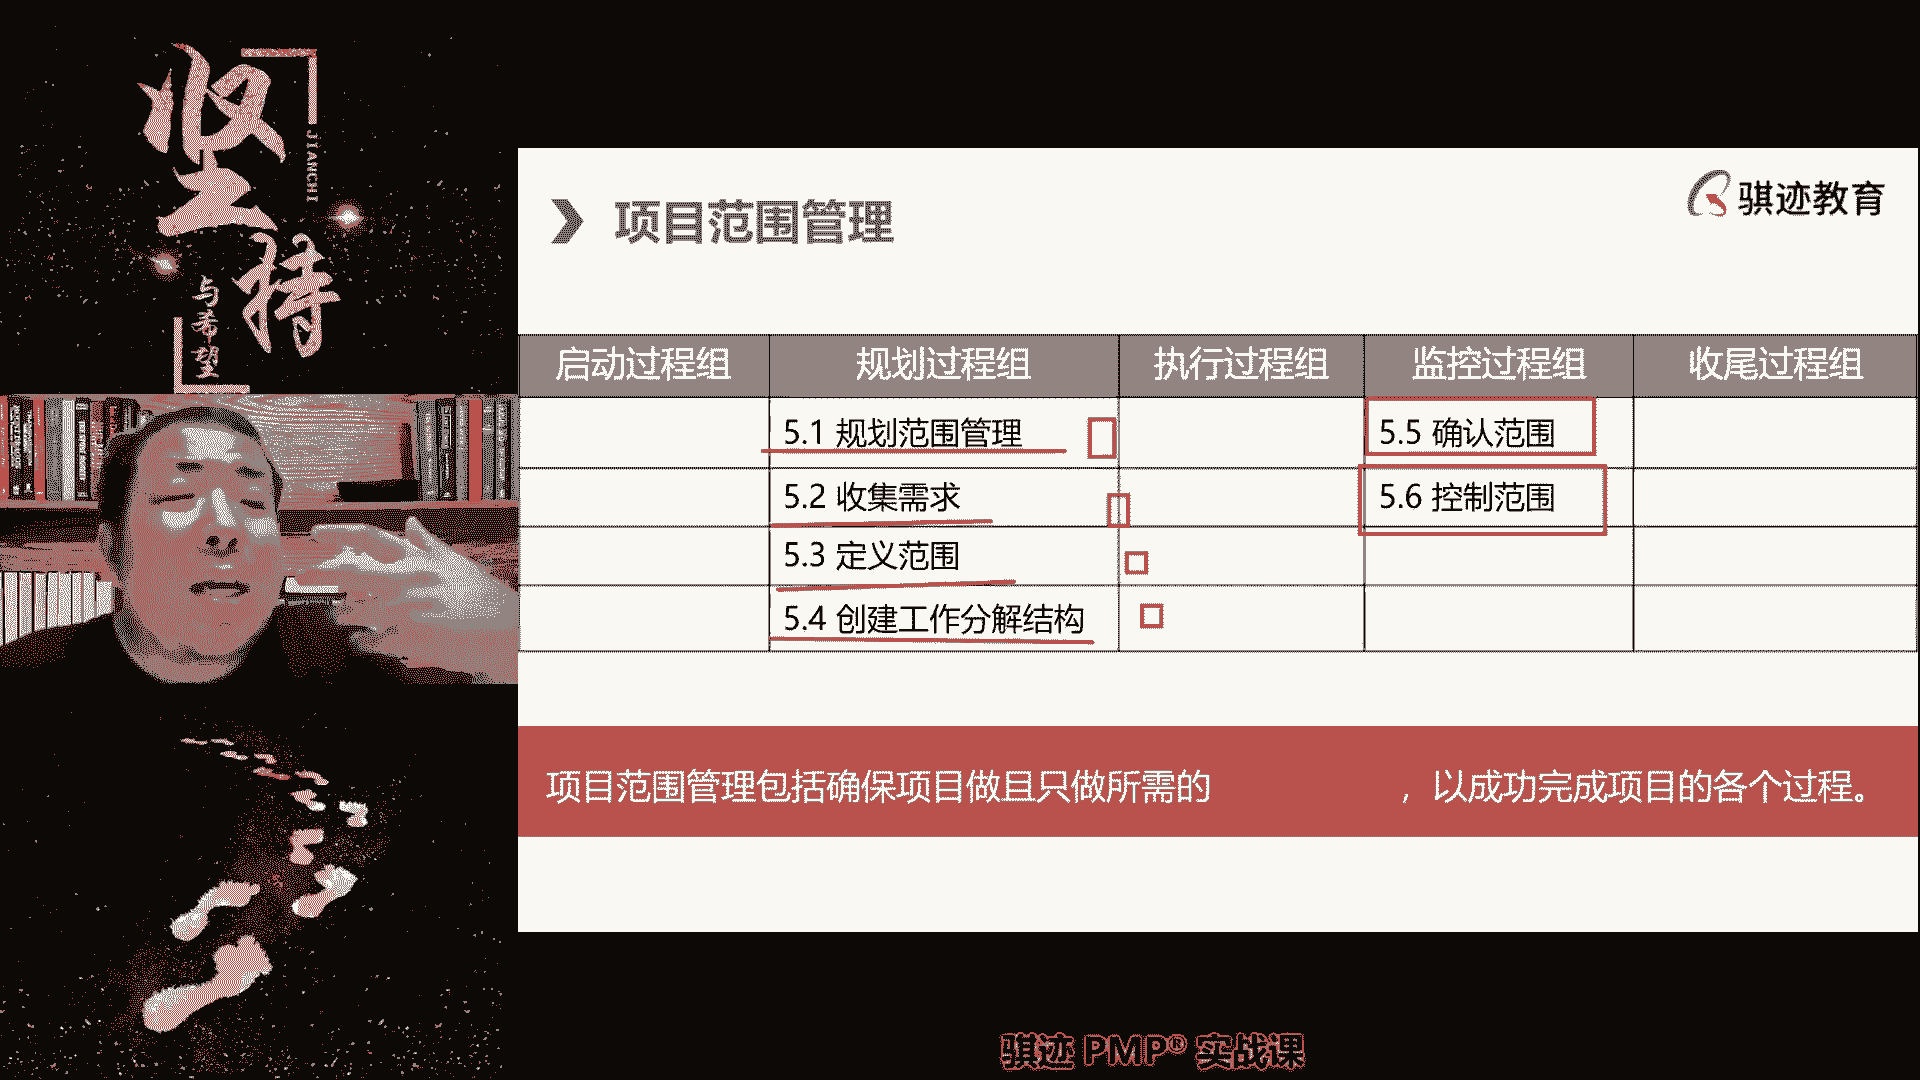 坚持
JIANCHI
与希望
项目范围管理
骐迹教育
启动过程组 规划过程组 执行过程组 监控过程组 收尾过程组
5.1 规划范围管理 5.5 确认范围
5.2 收集需求 5.6 控制范围
5.3 定义范围
5.4 创建工作分解结构
项目范围管理包括确保项目做且只做所需的 ，以成功完成项目的各个过程。
骐迹 PMP® 实战课